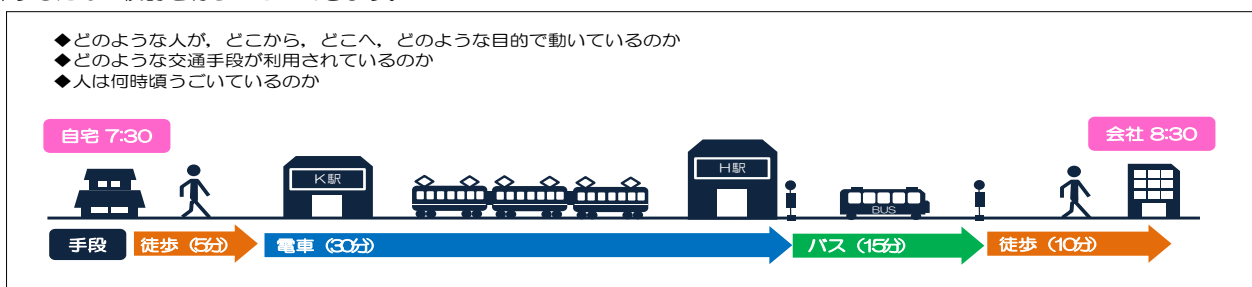 ◆どのような人が，どこから，どこへ，どのような目的で動いているのか
◆どのような交通手段が利用されているのか
◆人は何時頃うごいているのか
自宅 7:30
会社 8:30
K駅
H駅
BUS
手段
徒歩（5分）
電車（30分）
バス（15分）
徒歩（10分）